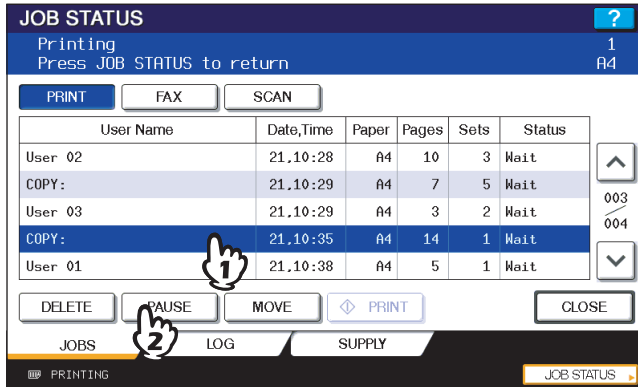 JOB STATUS ?
Printing 1
Press JOB STATUS to return A4
PRINT FAX SCAN
User Name Date,Time Paper Pages Sets Status
User 02 21,10:28 A4 10 3 Wait
COPY: 21,10:29 A4 7 5 Wait
User 03 21,10:29 A4 3 2 Wait
COPY: 21,10:35 A4 14 1 Wait
User 01 21,10:38 A4 5 1 Wait
003
004
1
DELETE PAUSE MOVE PRINT CLOSE
2
JOBS LOG SUPPLY
PRINTING JOB STATUS